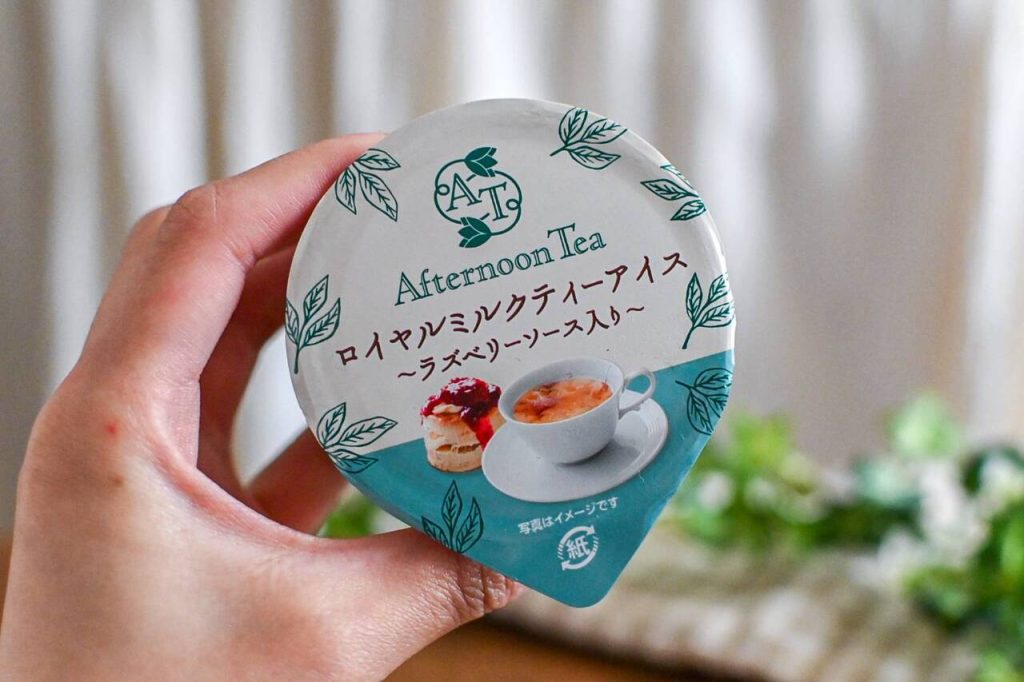 AT
Afternoon Tea
ロイヤルミルクティーアイス
～ラズベリーソース入り～
写真はイメージです
紙